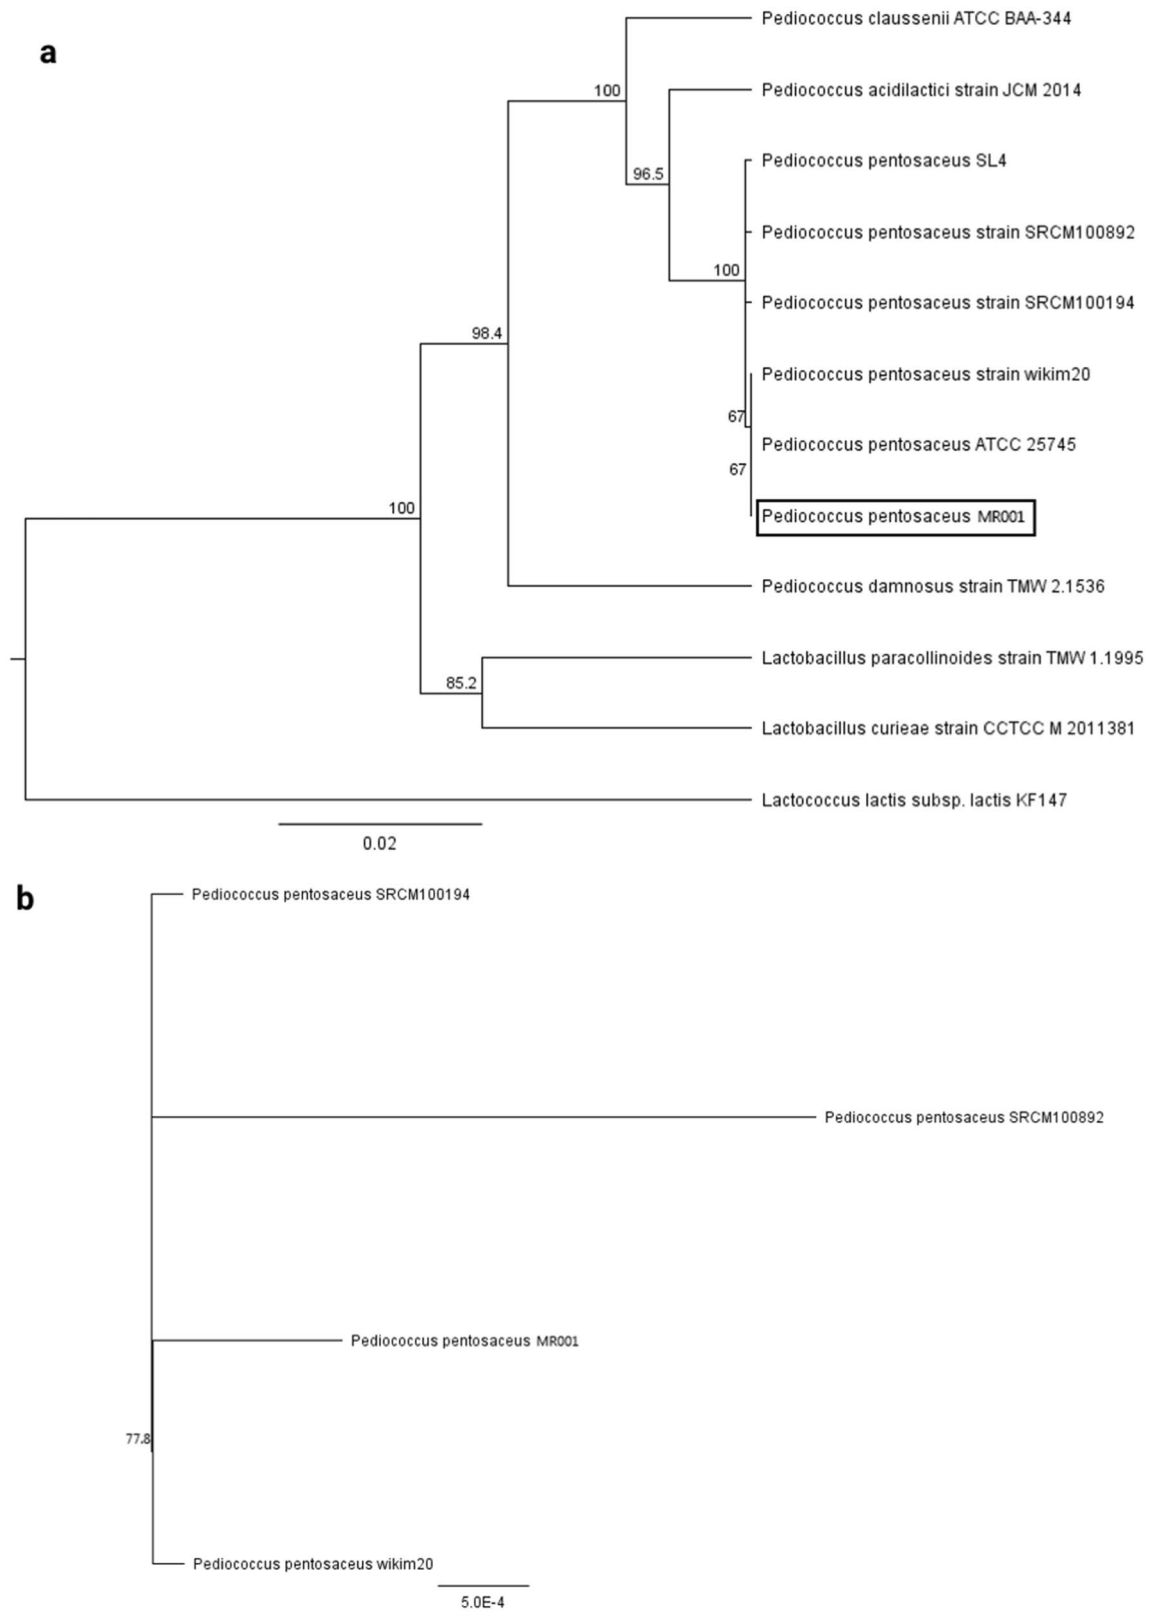 a
Pediococcus claussenii ATCC BAA-344
100
Pediococcus acidilactici strain JCM 2014
Pediococcus pentosaceus SL4
96.5
Pediococcus pentosaceus strain SRCM100892
100
Pediococcus pentosaceus strain SRCM100194
98.4
Pediococcus pentosaceus strain wikim20
67
Pediococcus pentosaceus ATCC 25745
67
100
Pediococcus pentosaceus MR001
Pediococcus damnosus strain TMW 2.1536
Lactobacillus paracollinoides strain TMW 1.1995
85.2
Lactobacillus curieae strain CCTCC M 2011381
Lactococcus lactis subsp. lactis KF147
0.02
b
Pediococcus pentosaceus SRCM100194
Pediococcus pentosaceus SRCM100892
Pediococcus pentosaceus MR001
77.8
Pediococcus pentosaceus wikim20
5.0E-4